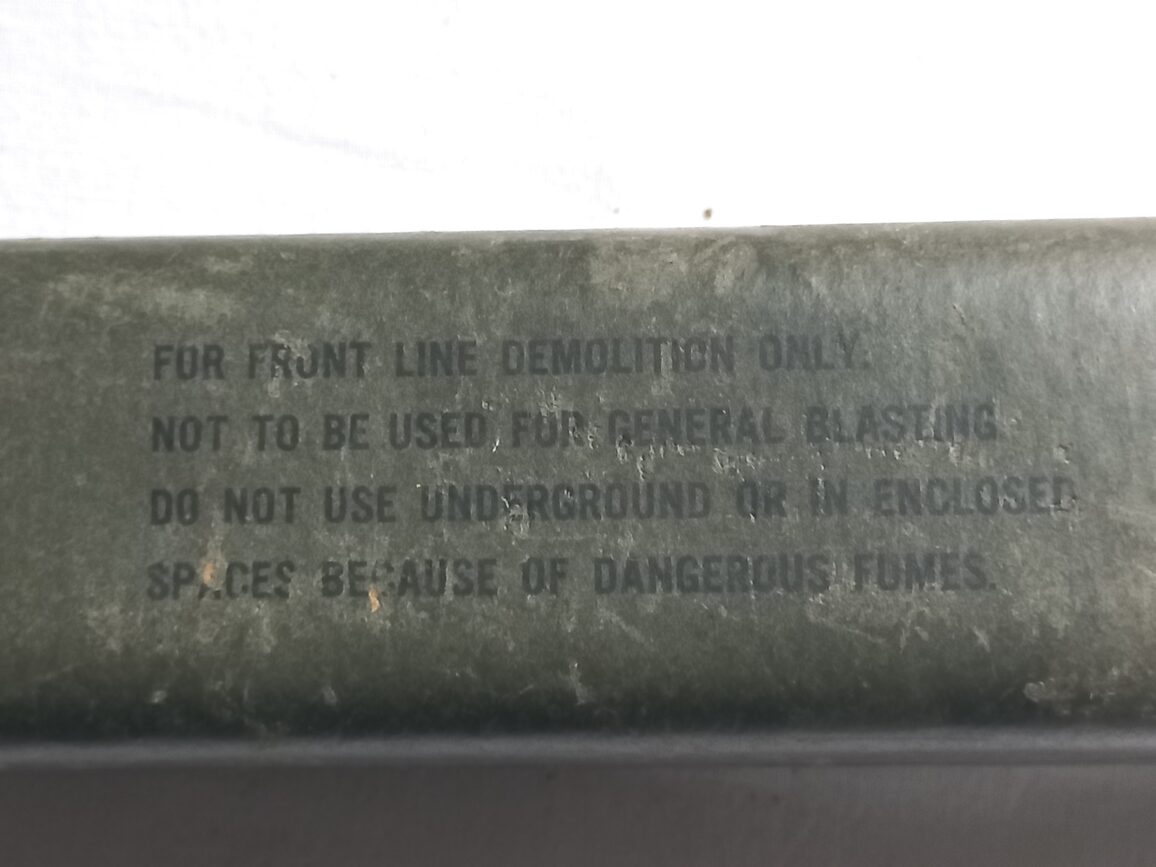 FOR FRONT LINE DEMOLITION ONLY.
NOT TO BE USED FOR GENERAL BLASTING
DO NOT USE UNDERGROUND OR IN ENCLOSED
SPACES BECAUSE OF DANGEROUS FUMES.